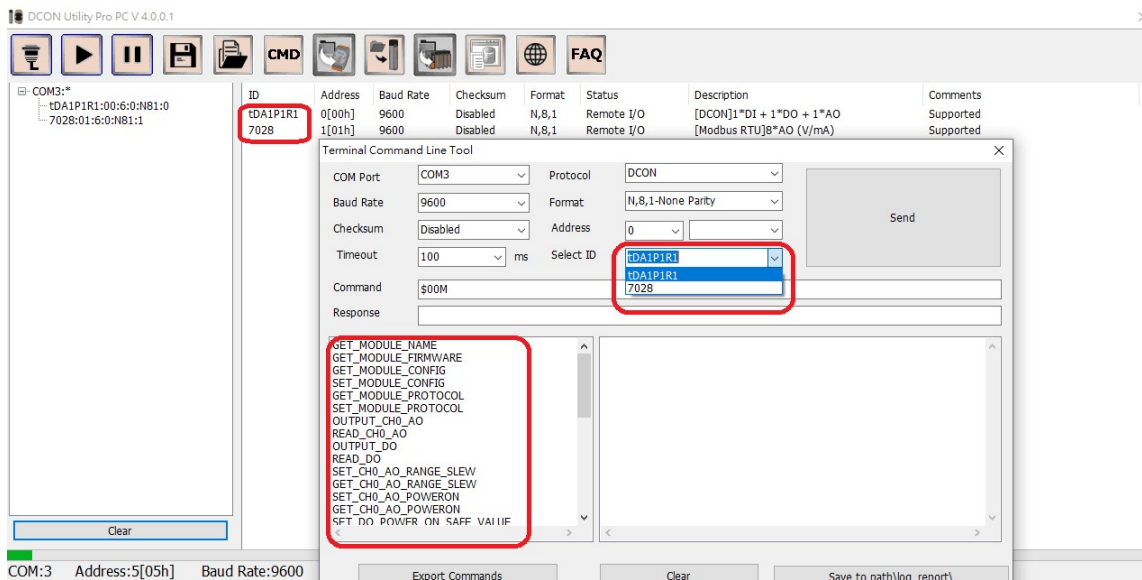 DCON Utility Pro PC V 4.0.0.1
CMD
FAQ
COM3:*
tDA1P1R1:00:6:0:N81:0
7028:01:6:0:N81:1
ID Address Baud Rate Checksum Format Status Description Comments
tDA1P1R1 0[00h] 9600 Disabled N,8,1 Remote I/O [DCON]1*DI + 1*DO + 1*AO Supported
7028 1[01h] 9600 Disabled N,8,1 Remote I/O [Modbus RTU]8*AO (V/mA) Supported
Terminal Command Line Tool
COM Port COM3 Protocol DCON
Baud Rate 9600 Format N,8,1-None Parity
Send
Checksum Disabled Address 0
Timeout 100 ms Select ID tDA1P1R1
tDA1P1R1
7028
Command $00M
Response
GET_MODULE_NAME
GET_MODULE_FIRMWARE
GET_MODULE_CONFIG
SET_MODULE_CONFIG
GET_MODULE_PROTOCOL
SET_MODULE_PROTOCOL
OUTPUT_CH0_AO
READ_CH0_AO
OUTPUT_DO
READ_DO
SET_CH0_AO_RANGE_SLEW
GET_CH0_AO_RANGE_SLEW
SET_CH0_AO_POWERON
GET_CH0_AO_POWERON
SET_DO_POWER_ON_SAFE_VALUE
Clear
COM:3 Address:5[05h] Baud Rate:9600
Export Commands Clear Save to path\log_report\